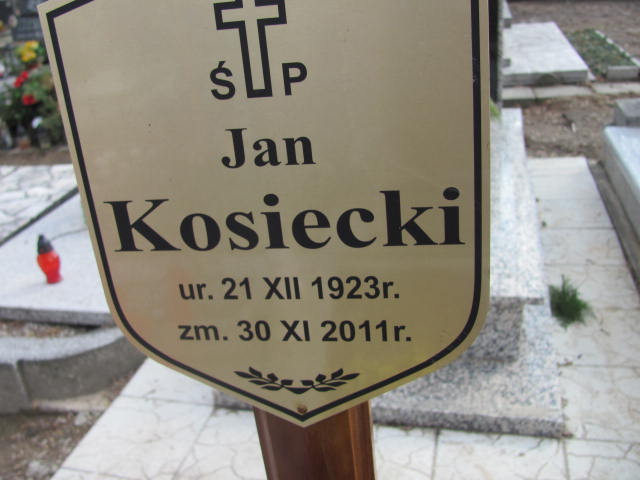 Ś P
Jan
Kosiecki
ur. 21 XII 1923r.
zm. 30 XI 2011r.